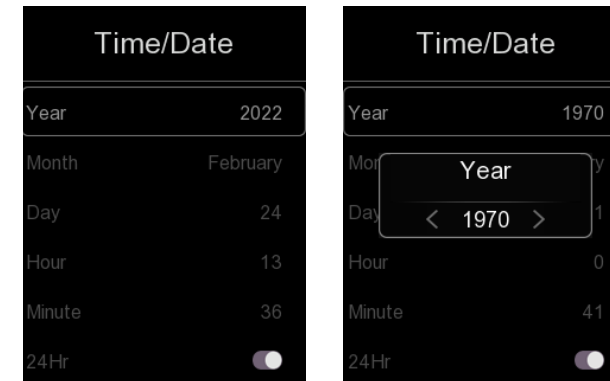 Time/Date
Year 2022
Month February
Day 24
Hour 13
Minute 36
24Hr
Time/Date
Year 1970
Year
< 1970 >
Hour 0
Minute 41
24Hr